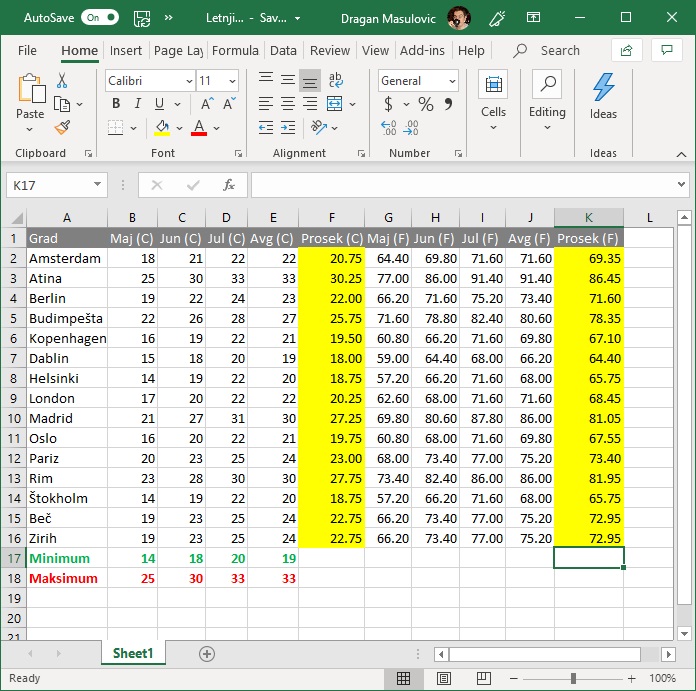 AutoSave On » Letnji... - Sav... Dragan Masulovic
File Home Insert Page Lay Formula Data Review View Add-ins Help Search
Calibri 11 General
Paste B I U A A ab $ % 9 Cells Editing Ideas
Clipboard Font Alignment Number Ideas
K17 fx
A B C D E F G H I J K L
1 Grad Maj (C) Jun (C) Jul (C) Avg (C) Prosek (C) Maj (F) Jun (F) Jul (F) Avg (F) Prosek (F)
2 Amsterdam 18 21 22 22 20.75 64.40 69.80 71.60 71.60 69.35
3 Atina 25 30 33 33 30.25 77.00 86.00 91.40 91.40 86.45
4 Berlin 19 22 24 23 22.00 66.20 71.60 75.20 73.40 71.60
5 Budimpešta 22 26 28 27 25.75 71.60 78.80 82.40 80.60 78.35
6 Kopenhagen 16 19 22 21 19.50 60.80 66.20 71.60 69.80 67.10
7 Dablin 15 18 20 19 18.00 59.00 64.40 68.00 66.20 64.40
8 Helsinki 14 19 22 20 18.75 57.20 66.20 71.60 68.00 65.75
9 London 17 20 22 22 20.25 62.60 68.00 71.60 71.60 68.45
10 Madrid 21 27 31 30 27.25 69.80 80.60 87.80 86.00 81.05
11 Oslo 16 20 22 21 19.75 60.80 68.00 71.60 69.80 67.55
12 Pariz 20 23 25 24 23.00 68.00 73.40 77.00 75.20 73.40
13 Rim 23 28 30 30 27.75 73.40 82.40 86.00 86.00 81.95
14 Štokholm 14 19 22 20 18.75 57.20 66.20 71.60 68.00 65.75
15 Beč 19 23 25 24 22.75 66.20 73.40 77.00 75.20 72.95
16 Zirih 19 23 25 24 22.75 66.20 73.40 77.00 75.20 72.95
17 Minimum 14 18 20 19
18 Maksimum 25 30 33 33
19
20
21
Sheet1
Ready 100%